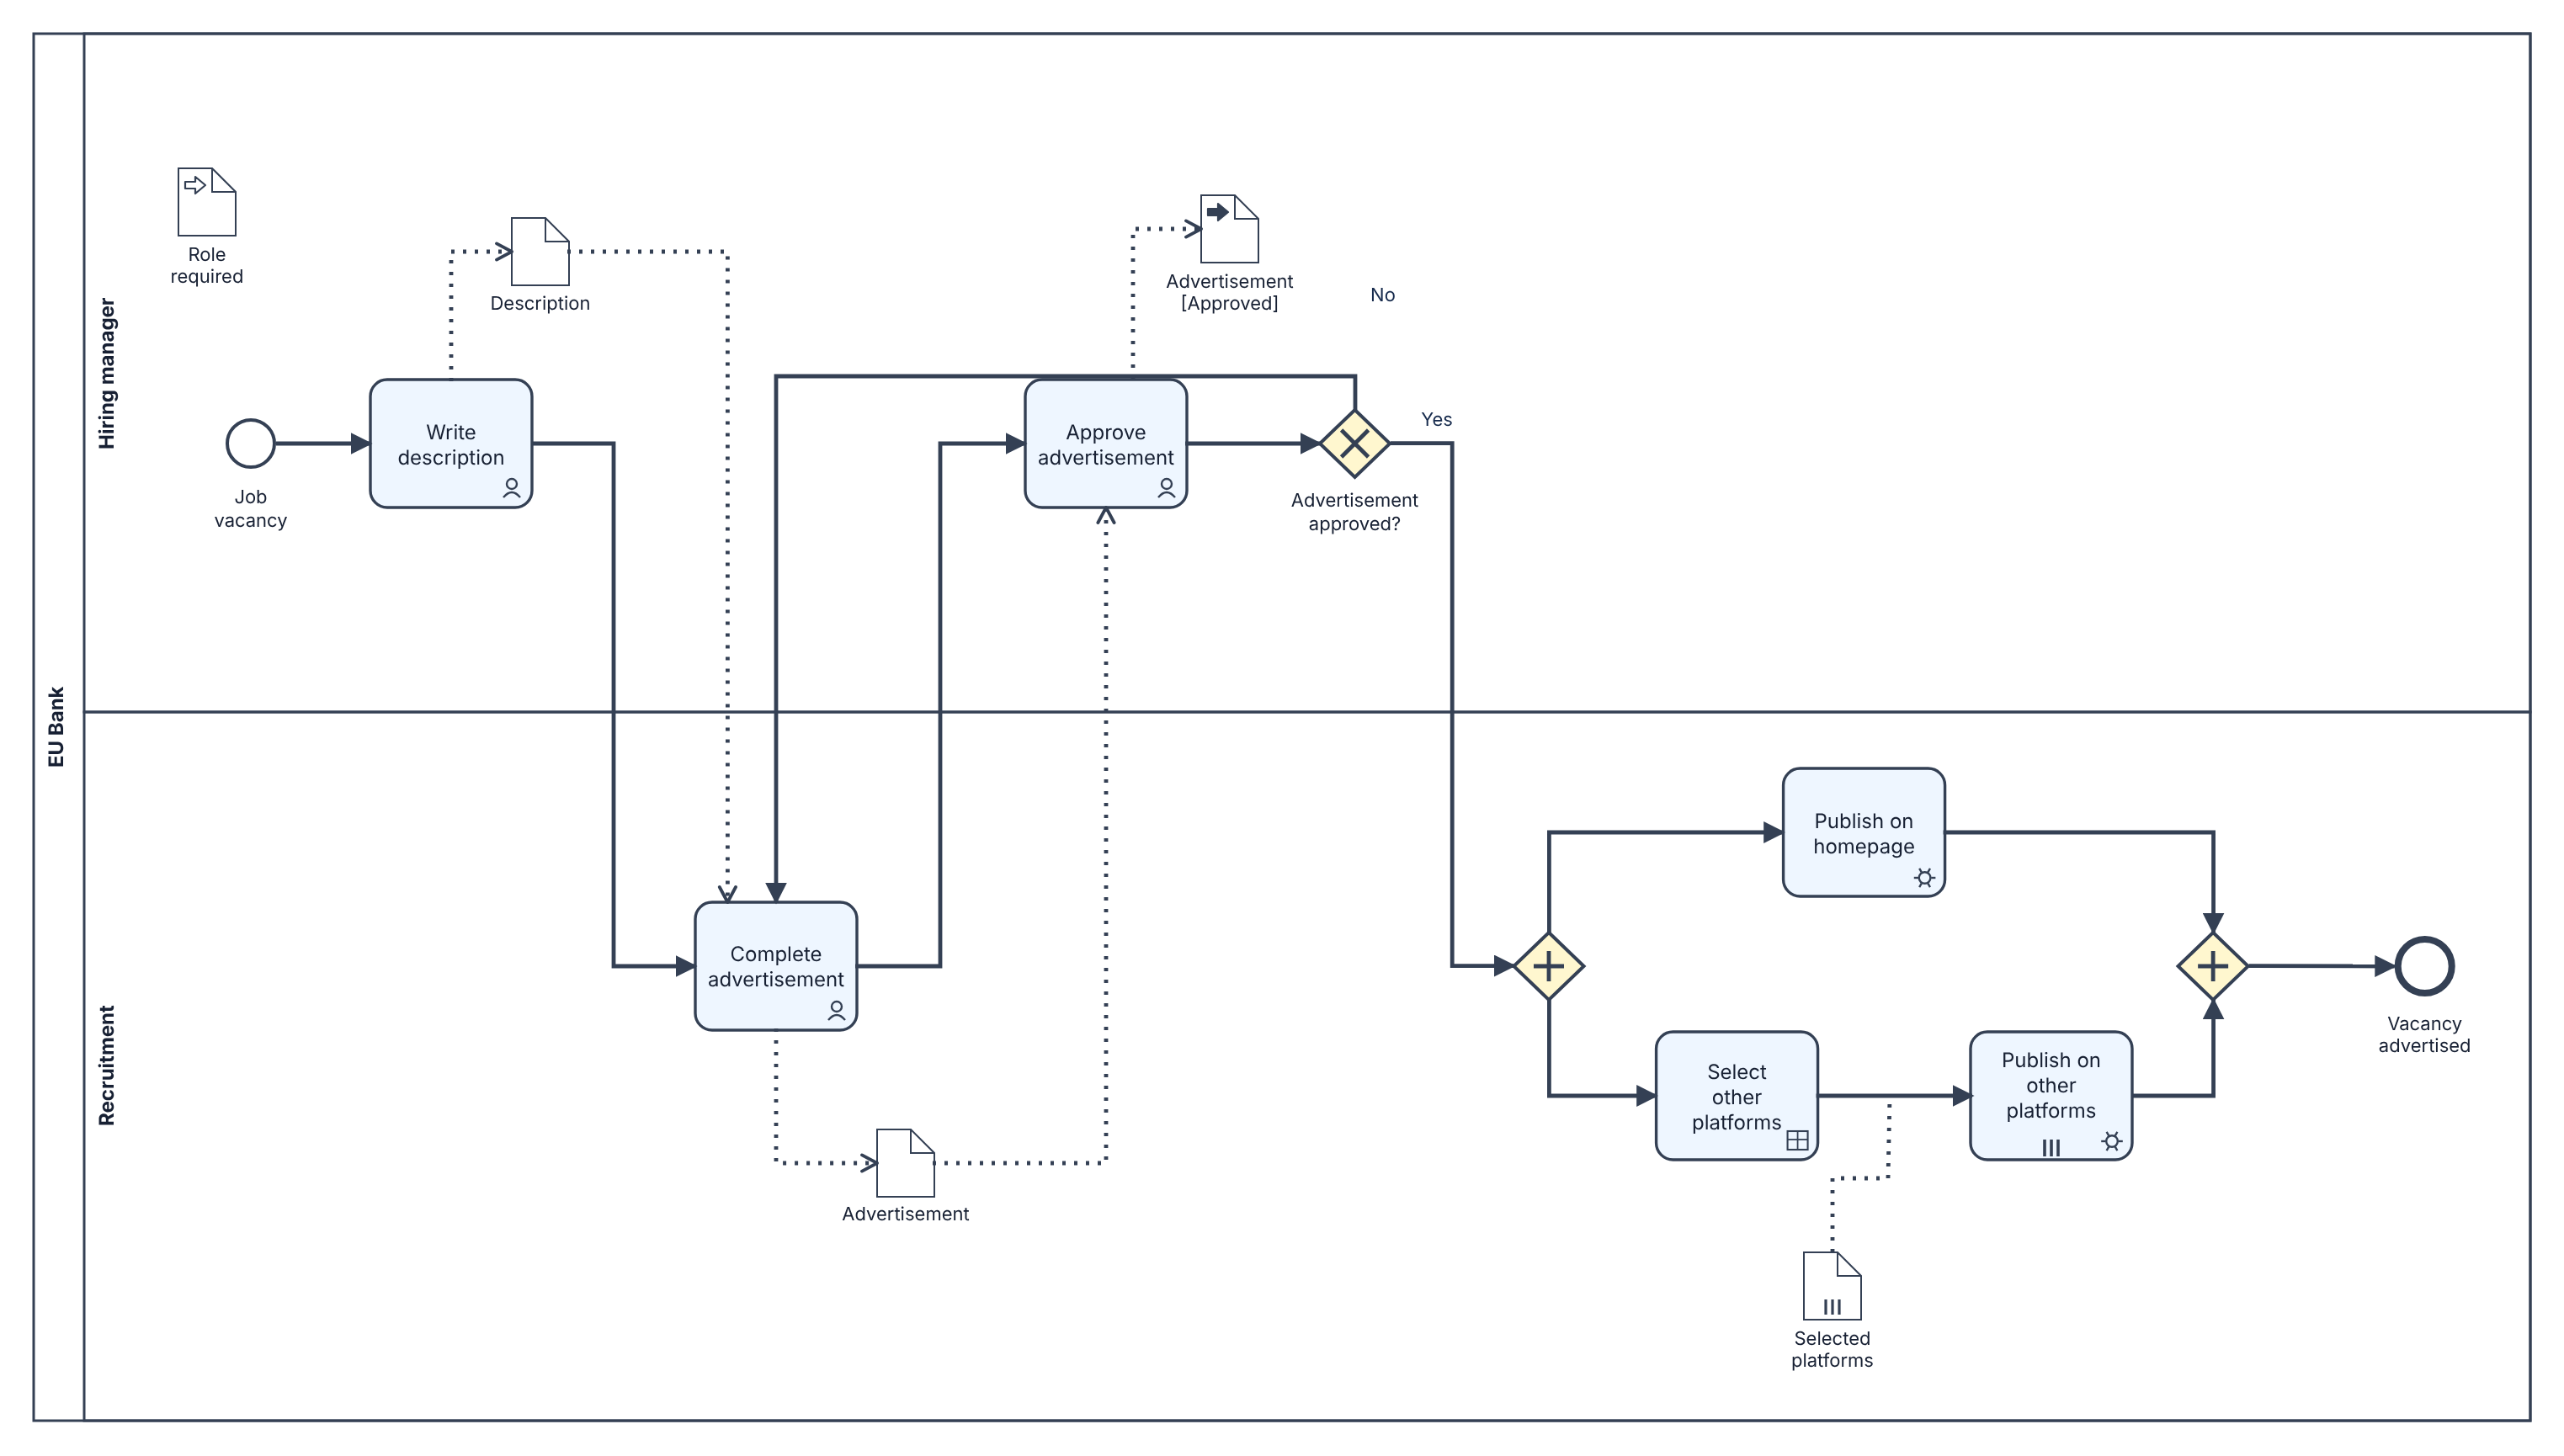 EU Bank
Hiring manager
Role
required
Description
Advertisement
[Approved]
No
Job
vacancy
Write
description
Approve
advertisement
Yes
Advertisement
approved?
Recruitment
Complete
advertisement
Advertisement
Publish on
homepage
Select
other
platforms
Publish on
other
platforms
Selected
platforms
Vacancy
advertised